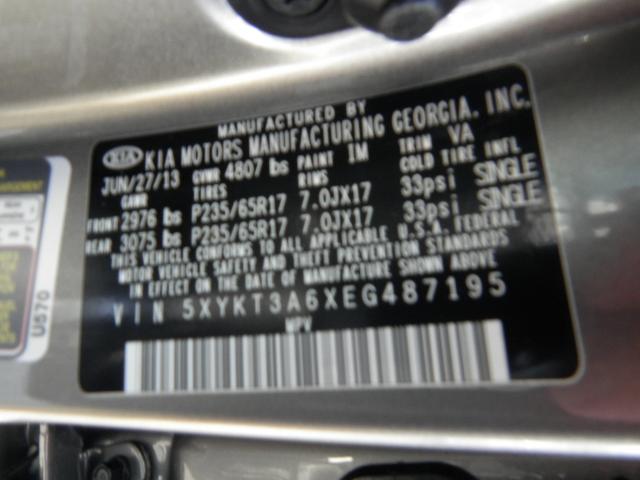 MANUFACTURED BY
KIA KIA MOTORS MANUFACTURING GEORGIA, INC.
JUN/27/13 GVWR 4807 lbs PAINT 1M TRIM VA
GAWR TIRES RIMS COLD TIRE INFL
FRONT 2976 lbs P235/65R17 7.0JX17 33psi SINGLE
REAR 3075 lbs P235/65R17 7.0JX17 33psi SINGLE
THIS VEHICLE CONFORMS TO ALL APPLICABLE U.S.A. FEDERAL
MOTOR VEHICLE SAFETY AND THEFT PREVENTION STANDARDS
IN EFFECT ON THE DATE OF MANUFACTURE SHOWN ABOVE
VIN 5XYKT3A6XEG487195
MPV
U570